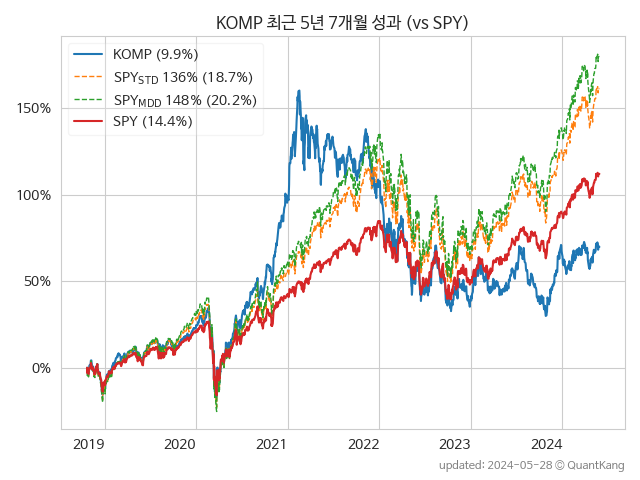 KOMP 최근 5년 7개월 성과 (vs SPY)
KOMP (9.9%)
SPY_STD 136% (18.7%)
SPY_MDD 148% (20.2%)
SPY (14.4%)
150%
100%
50%
0%
2019 2020 2021 2022 2023 2024
updated: 2024-05-28 © QuantKang